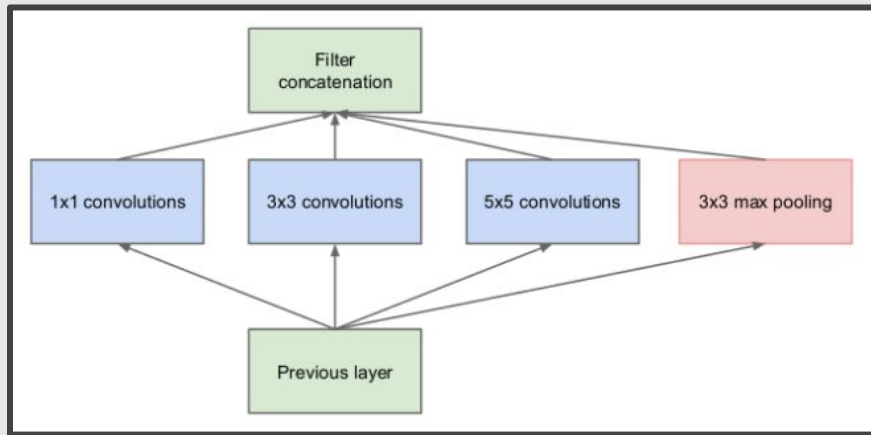 Filter
concatenation
1x1 convolutions
3x3 convolutions
5x5 convolutions
3x3 max pooling
Previous layer